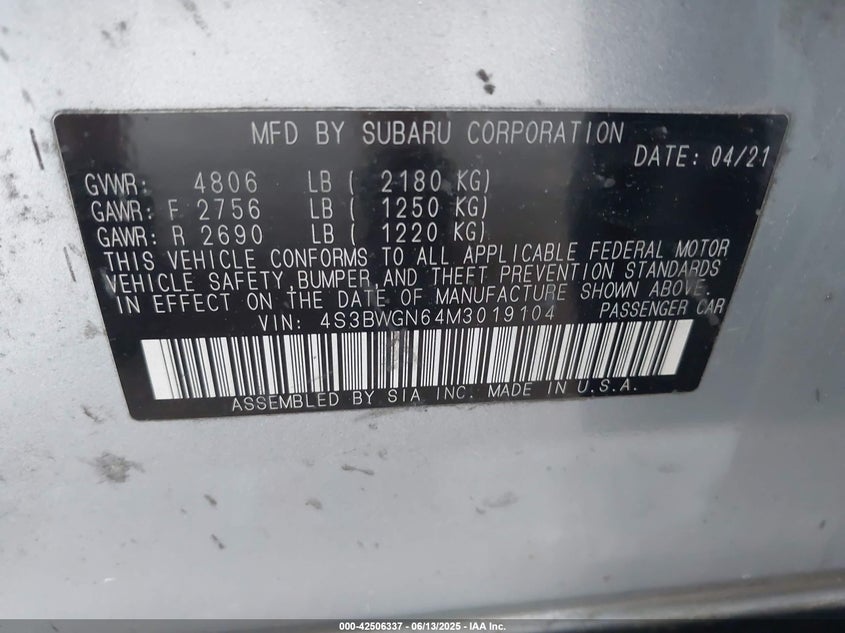 MFD BY SUBARU CORPORATION
DATE: 04/21
GVWR: 4806 LB ( 2180 KG)
GAWR: F 2756 LB ( 1250 KG)
GAWR: R 2690 LB ( 1220 KG)
THIS VEHICLE CONFORMS TO ALL APPLICABLE FEDERAL MOTOR
VEHICLE SAFETY, BUMPER, AND THEFT PREVENTION STANDARDS
IN EFFECT ON THE DATE OF MANUFACTURE SHOWN ABOVE.
VIN: 4S3BWGN64M3019104 PASSENGER CAR
ASSEMBLED BY SIA INC. MADE IN U.S.A.
000-42506337 - 06/13/2025 - IAA Inc.